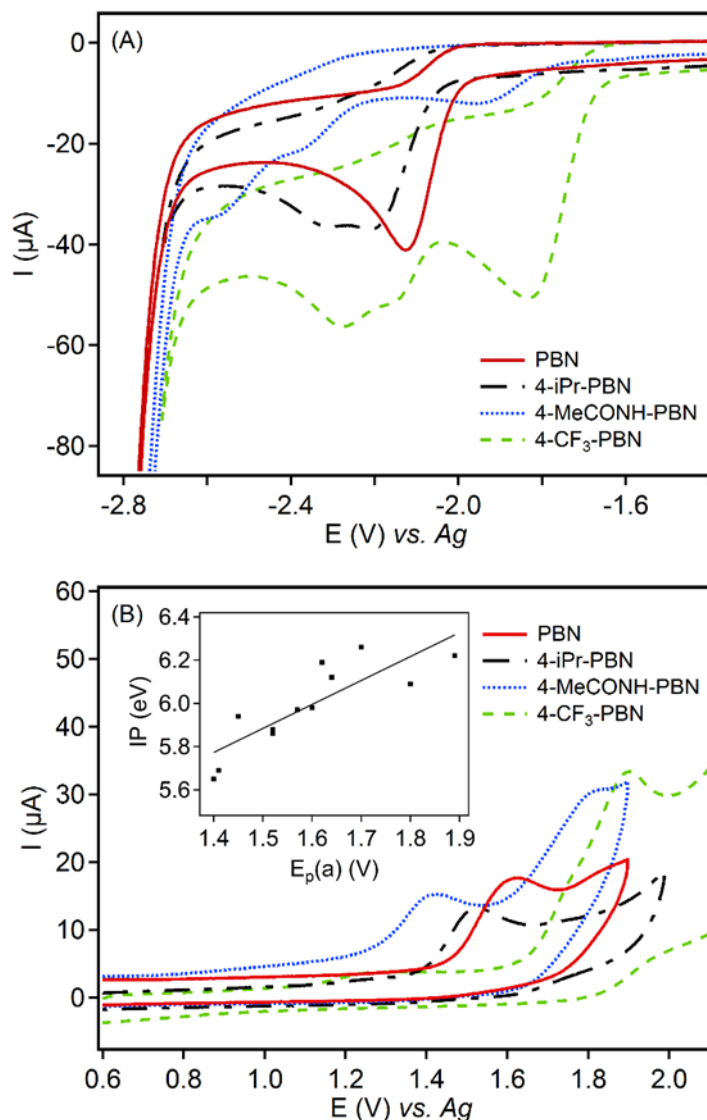 (A)
0
-20
-40
-60
-80
I (µA)
PBN
4-iPr-PBN
4-MeCONH-PBN
4-CF₃-PBN
-2.8
-2.4
-2.0
-1.6
E (V) vs. Ag
(B)
60
50
40
30
20
10
0
I (µA)
6.4
6.2
6.0
5.8
5.6
IP (eV)
1.4 1.5 1.6 1.7 1.8 1.9
Eₚ(a) (V)
PBN
4-iPr-PBN
4-MeCONH-PBN
4-CF₃-PBN
0.6 0.8 1.0 1.2 1.4 1.6 1.8 2.0
E (V) vs. Ag